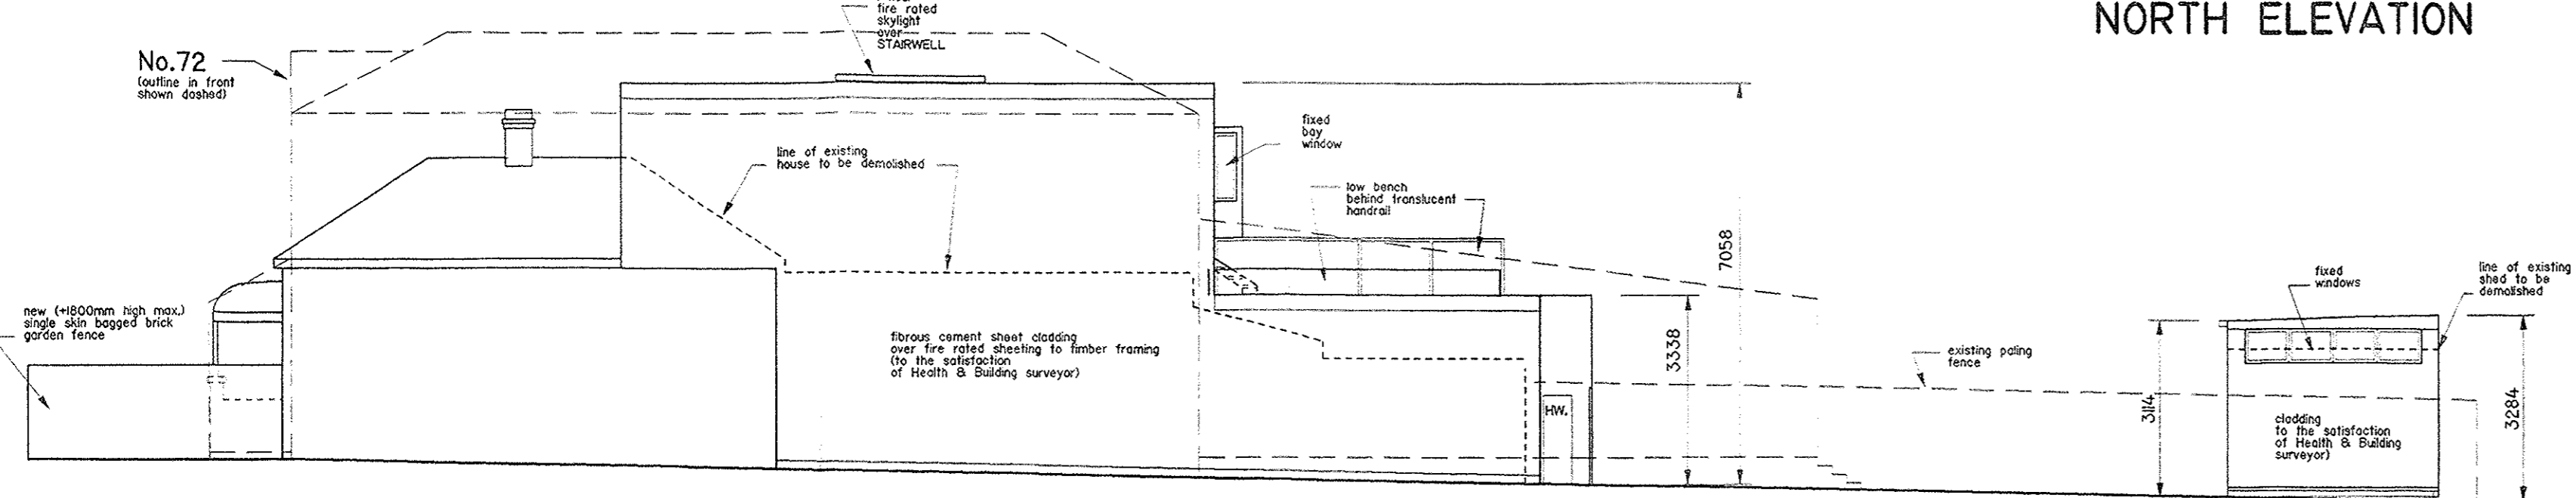 NORTH ELEVATION
fire rated
skylight
over
STAIRWELL
No.72
(outline in front
shown dashed)
fixed
bay
window
line of existing
house to be demolished
low bench
behind translucent
handrail
7058
new (+1800mm high max.)
single skin bagged brick
garden fence
fibrous cement sheet cladding
over fire rated sheeting to timber framing
(to the satisfaction
of Health & Building surveyor)
3338
HW.
existing paling
fence
fixed
windows
line of existing
shed to be
demolished
3114
cladding
to the satisfaction
of Health & Building
surveyor)
3284